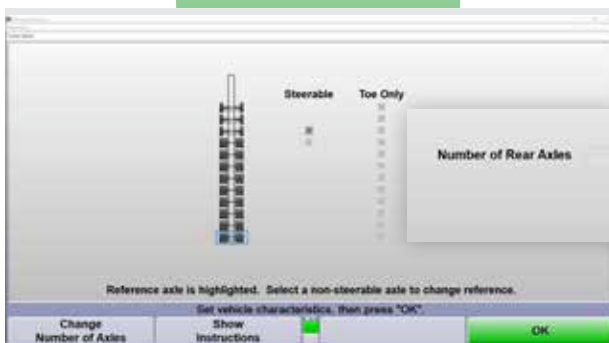 Steerable Toe Only
Number of Rear Axles
Reference axle is highlighted. Select a non-steerable axle to change reference.
Set vehicle characteristics, then press "OK".
Change
Number of Axles
Show
Instructions
OK